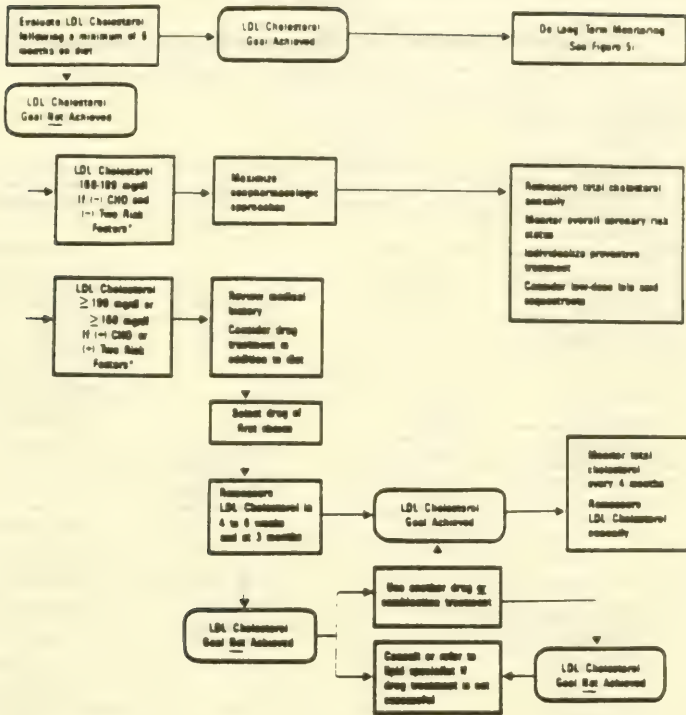 Evaluate LDL Cholesterol
following a minimum of 6
months on diet
LDL Cholesterol
Goal Achieved
Do Long Term Monitoring
See Figure 5)
LDL Cholesterol
Goal Not Achieved
LDL Cholesterol
mg/dl
If (-) CHD and
(-) Two Risk
Factors*
Maximize
nonpharmacologic
approaches
Remeasure total cholesterol
annually
Monitor overall coronary risk
status
Individualize preventive
treatment
Consider low-dose bile acid
sequestrants
LDL Cholesterol
≥190 mg/dl or
≥160 mg/dl
If (+) CHD or
(+) Two Risk
Factors*
Review medical
history
Consider drug
treatment in
addition to diet
Select drug of
first choice
Remeasure
LDL Cholesterol in
4 to 6 weeks
and at 3 months
LDL Cholesterol
Goal Achieved
Monitor total
cholesterol
every 4 months
Remeasure
LDL Cholesterol
annually
LDL Cholesterol
Goal Not Achieved
Use another drug or
combination treatment
Consult or refer to
lipid specialist if
drug treatment is not
successful
LDL Cholesterol
Goal Not Achieved